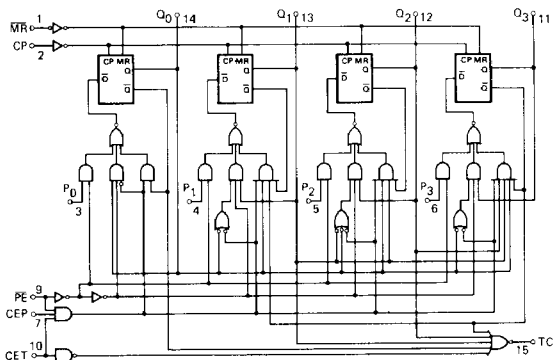 Q0 14
Q1 13
Q2 12
Q3 11
MR 1
CP 2
CP MR
D̅ Q
Q̅
CP MR
D̅ Q
Q̅
CP MR
D̅ Q
Q̅
CP MR
D̅ Q
Q̅
P0 3
P1 4
P2 5
P3 6
P̅E̅ 9
CEP 7
CET 10
TC 15